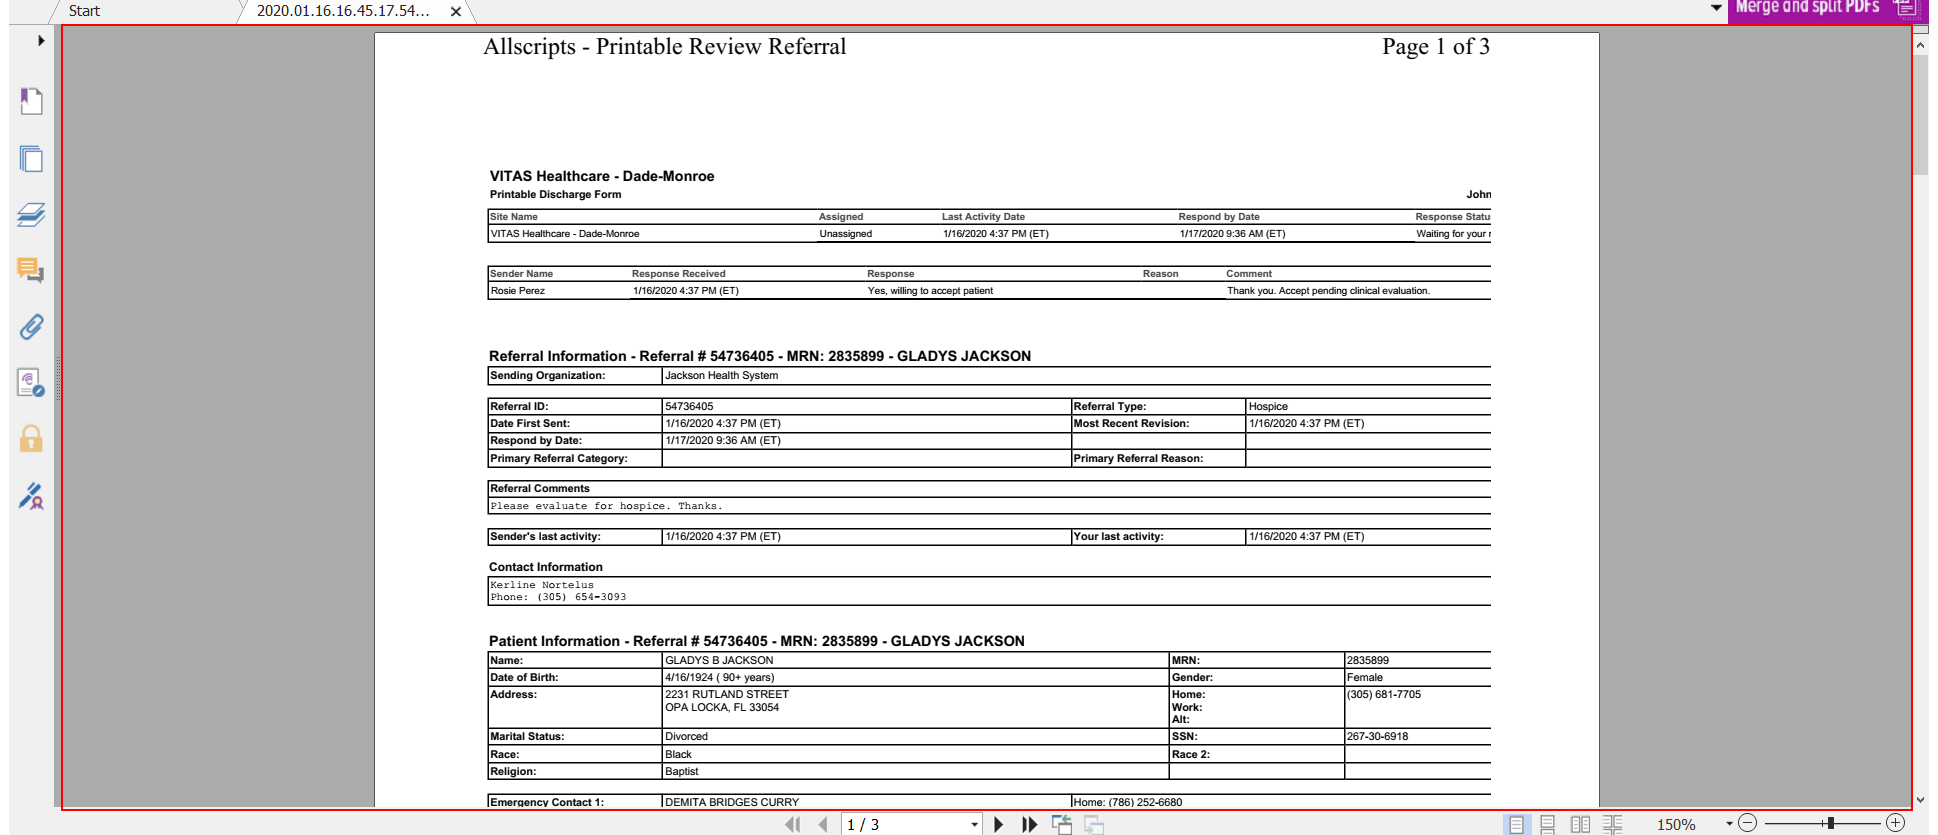 Start
2020.01.16.16.45.17.54...
Merge and split PDFs
Allscripts - Printable Review Referral Page 1 of 3
VITAS Healthcare - Dade-Monroe
Printable Discharge Form John
Site Name Assigned Last Activity Date Respond by Date Response Statu
VITAS Healthcare - Dade-Monroe Unassigned 1/16/2020 4:37 PM (ET) 1/17/2020 9:36 AM (ET) Waiting for your
Sender Name Response Received Response Reason Comment
Rosie Perez 1/16/2020 4:37 PM (ET) Yes, willing to accept patient Thank you. Accept pending clinical evaluation.
Referral Information - Referral # 54736405 - MRN: 2835899 - GLADYS JACKSON
Sending Organization: Jackson Health System
Referral ID: 54736405 Referral Type: Hospice
Date First Sent: 1/16/2020 4:37 PM (ET) Most Recent Revision: 1/16/2020 4:37 PM (ET)
Respond by Date: 1/17/2020 9:36 AM (ET)
Primary Referral Category: Primary Referral Reason:
Referral Comments
Please evaluate for hospice. Thanks.
Sender's last activity: 1/16/2020 4:37 PM (ET) Your last activity: 1/16/2020 4:37 PM (ET)
Contact Information
Kerline Nortelus
Phone: (305) 654-3093
Patient Information - Referral # 54736405 - MRN: 2835899 - GLADYS JACKSON
Name: GLADYS B JACKSON MRN: 2835899
Date of Birth: 4/16/1924 ( 90+ years) Gender: Female
Address: 2231 RUTLAND STREET Home: (305) 681-7705
OPA LOCKA, FL 33054 Work:
Alt:
Marital Status: Divorced SSN: 267-30-6918
Race: Black Race 2:
Religion: Baptist
Emergency Contact 1: DEMITA BRIDGES CURRY Home: (786) 252-6680
1 / 3
150%